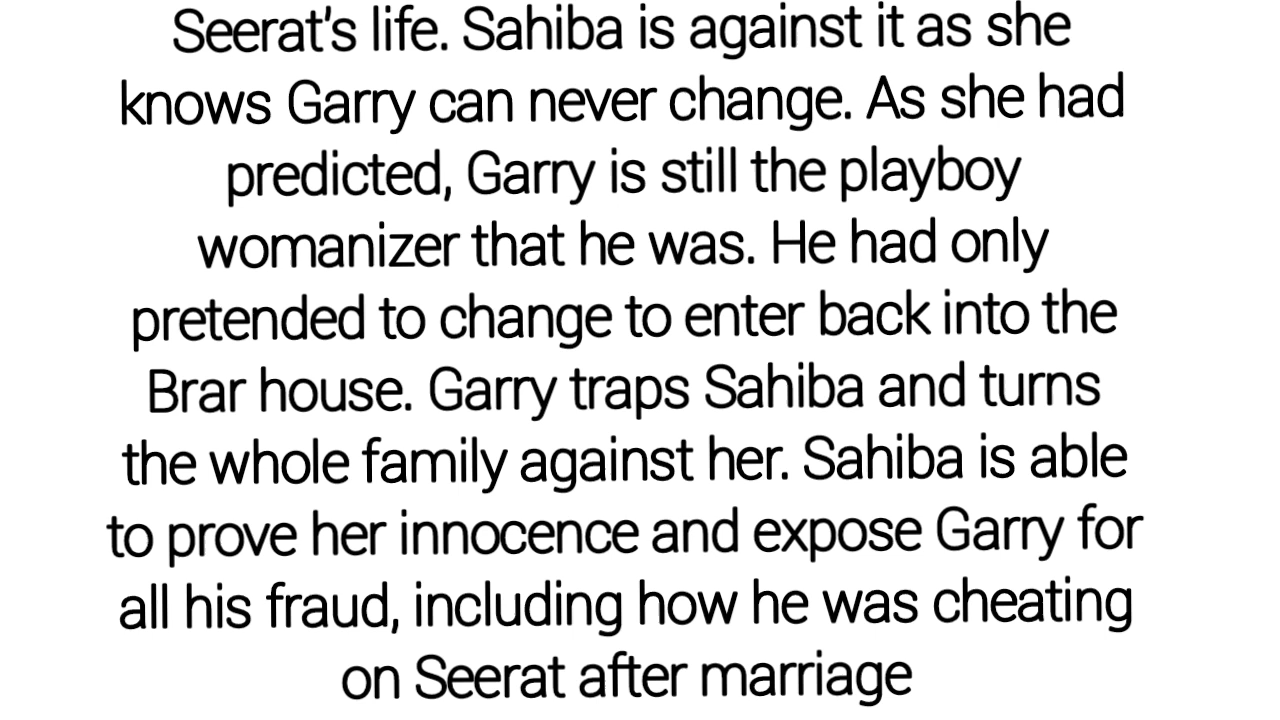 Seerat's life. Sahiba is against it as she
knows Garry can never change. As she had
predicted, Garry is still the playboy
womanizer that he was. He had only
pretended to change to enter back into the
Brar house. Garry traps Sahiba and turns
the whole family against her. Sahiba is able
to prove her innocence and expose Garry for
all his fraud, including how he was cheating
on Seerat after marriage